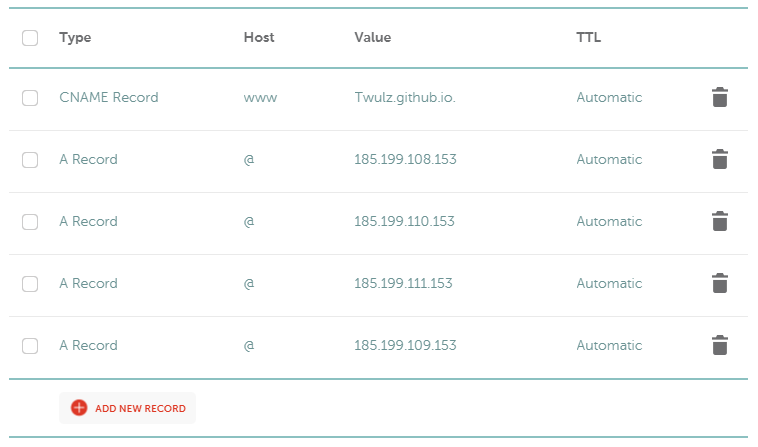 Type Host Value TTL
CNAME Record www Twulz.github.io. Automatic
A Record @ 185.199.108.153 Automatic
A Record @ 185.199.110.153 Automatic
A Record @ 185.199.111.153 Automatic
A Record @ 185.199.109.153 Automatic
ADD NEW RECORD